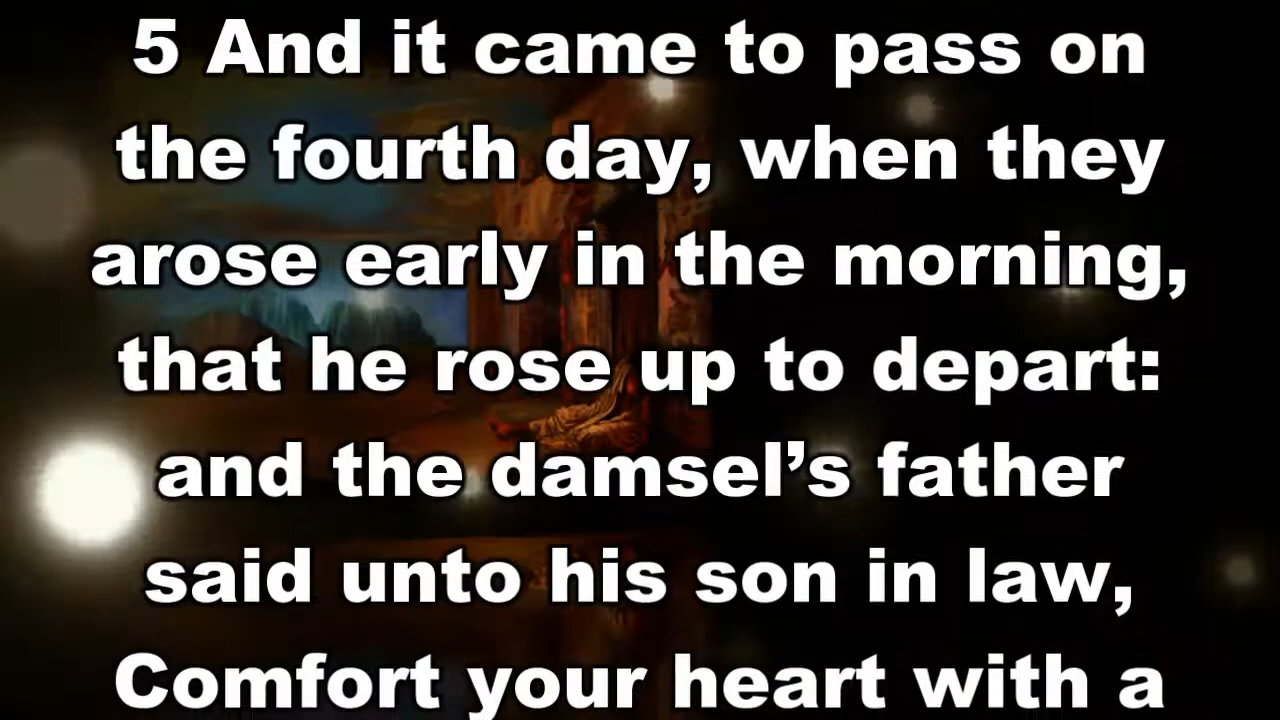 5 And it came to pass on
the fourth day, when they
arose early in the morning,
that he rose up to depart:
and the damsel’s father
said unto his son in law,
Comfort your heart with a